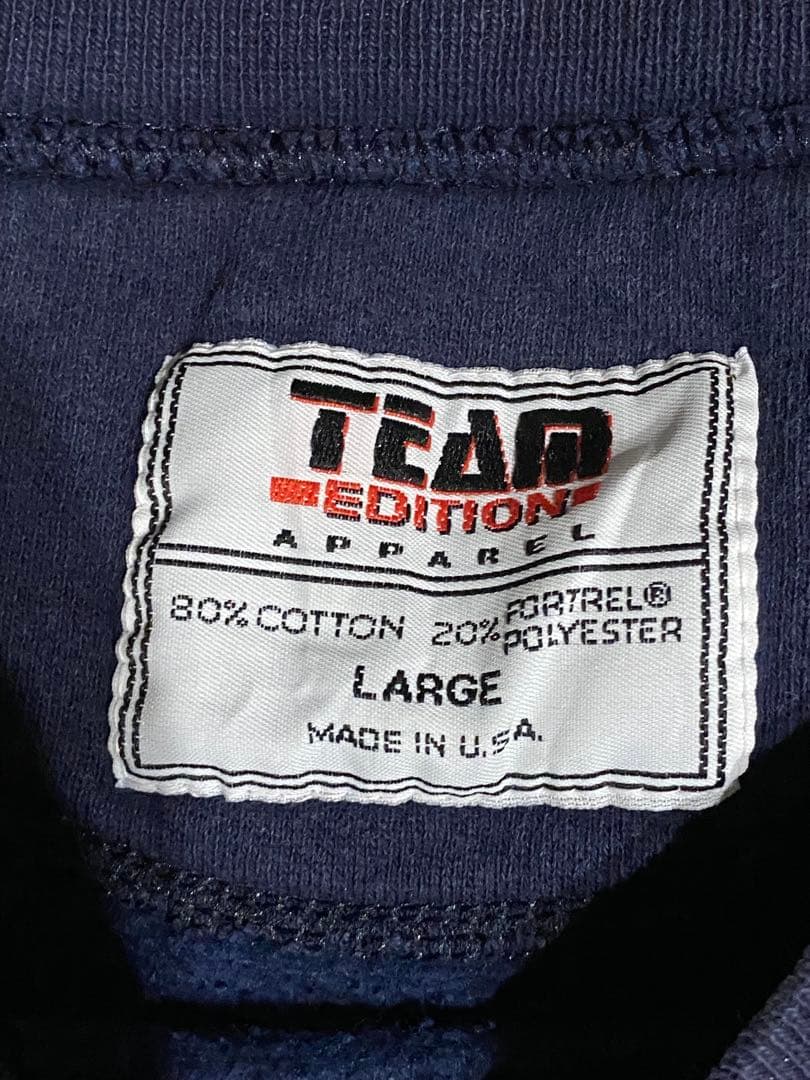 TEAM
EDITION
APPAREL
80% COTTON 20% FORTREL® POLYESTER
LARGE
MADE IN U.S.A.